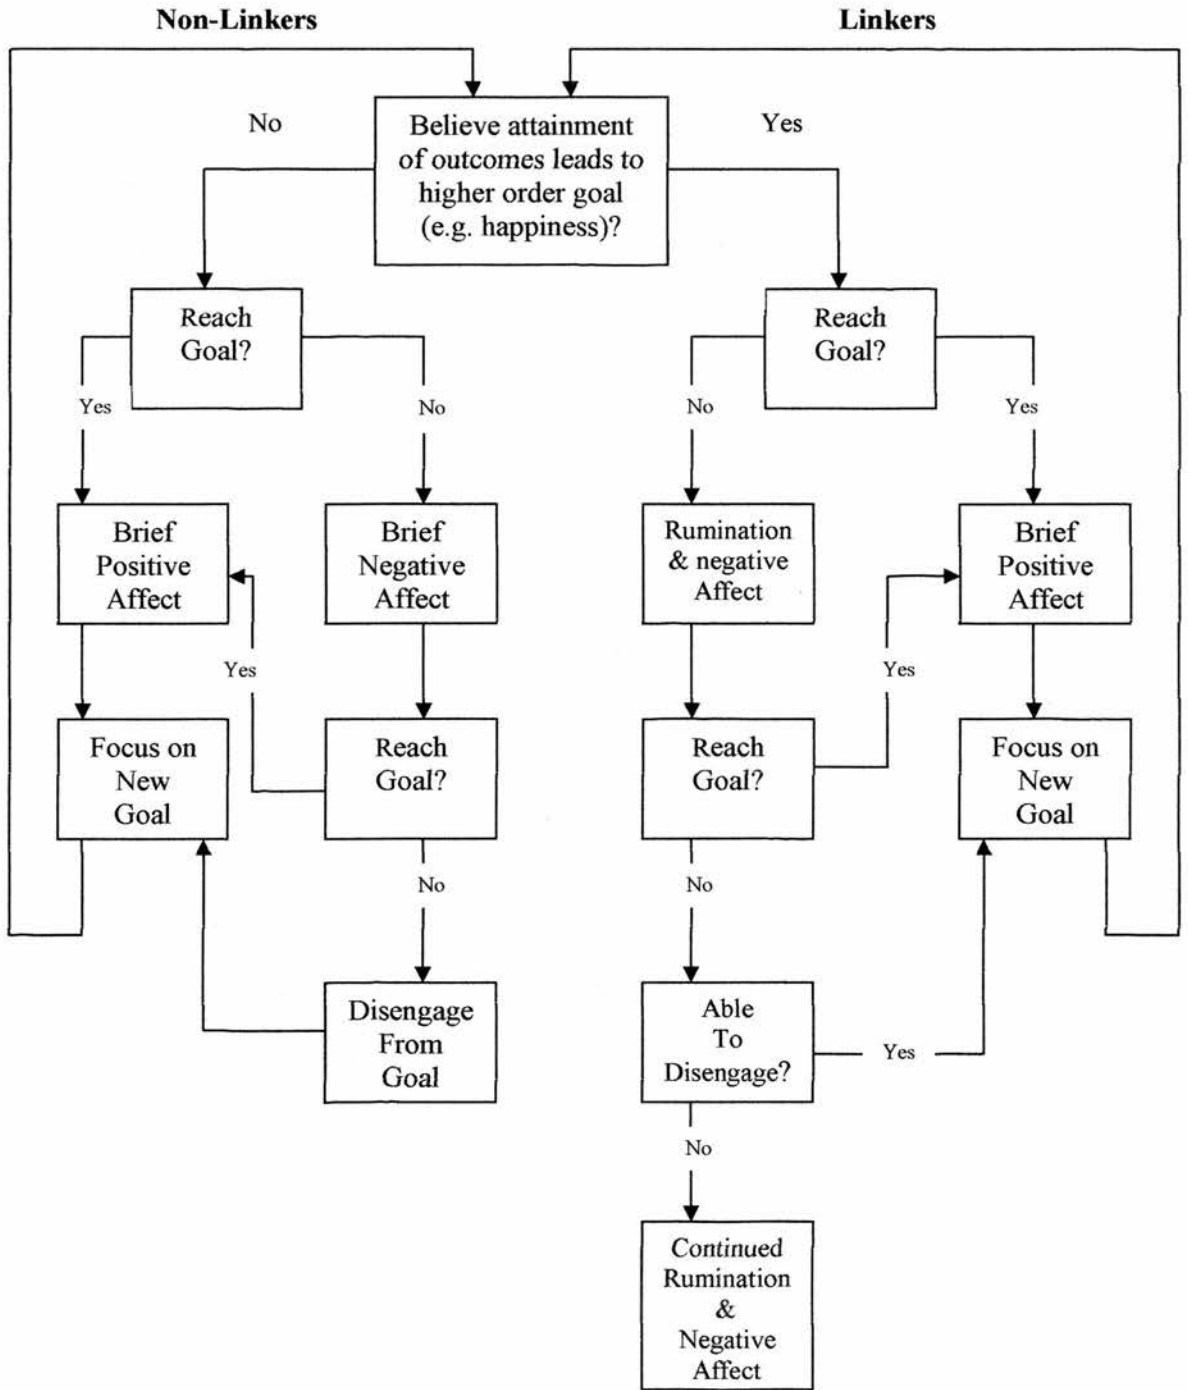 Non-Linkers
Linkers
No
Believe attainment
of outcomes leads to
higher order goal
(e.g. happiness)?
Yes
Reach
Goal?
Reach
Goal?
Yes
No
No
Yes
Brief
Positive
Affect
Brief
Negative
Affect
Rumination
& negative
Affect
Brief
Positive
Affect
Yes
Yes
Focus on
New
Goal
Reach
Goal?
Reach
Goal?
Focus on
New
Goal
No
No
Disengage
From
Goal
Able
To
Disengage?
Yes
No
Continued
Rumination
&
Negative
Affect